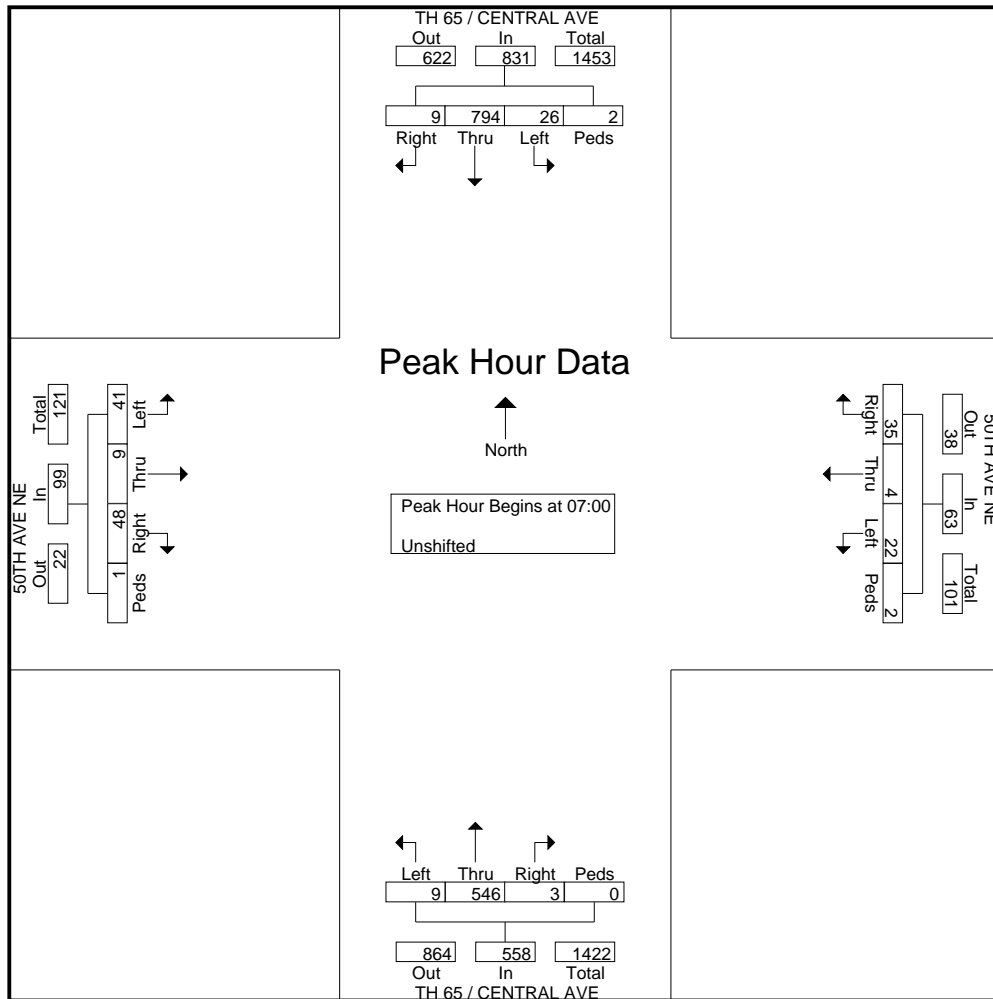 TH 65 / CENTRAL AVE
Out In Total
622 831 1453
9 794 26 2
Right Thru Left Peds
Peak Hour Data
North
Peak Hour Begins at 07:00
Unshifted
50TH AVE NE
Total In Out
121 99 22
41 9 48 1
Left Thru Right Peds
50TH AVE NE
Out In Total
38 63 101
35 4 22 2
Right Thru Left Peds
Left Thru Right Peds
9 546 3 0
864 558 1422
Out In Total
TH 65 / CENTRAL AVE